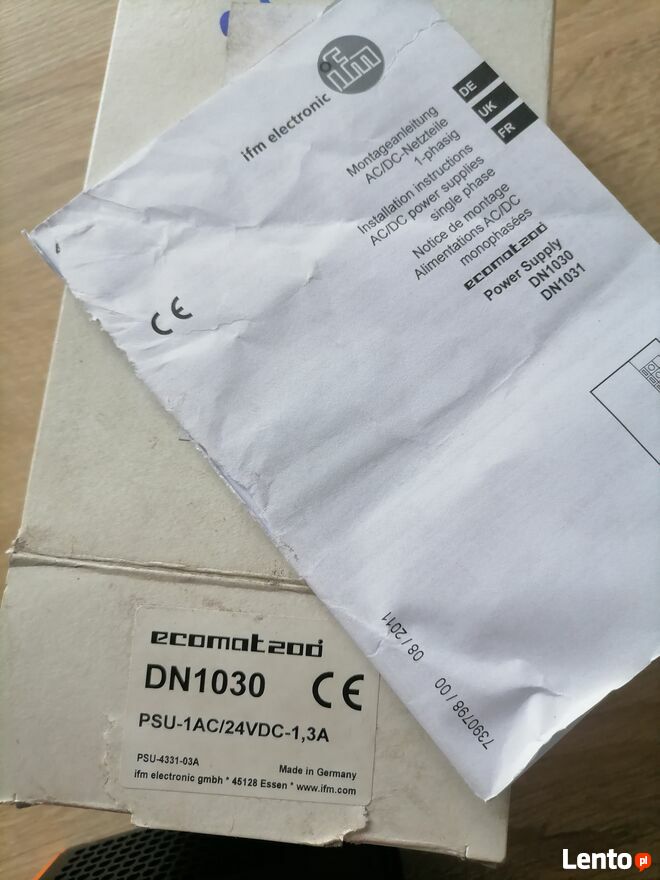 ifm
ifm electronic
DE
UK
FR
Montageanleitung
AC/DC-Netzteile
1-phasig
Installation instructions
AC/DC power supplies
single phase
Notice de montage
Alimentations AC/DC
monophasées
ecomat200
Power Supply
DN1030
DN1031
CE
7390798 / 00 08 / 2011
ecomat200
DN1030
CE
PSU-1AC/24VDC-1,3A
PSU-4331-03A
Made in Germany
ifm electronic gmbh * 45128 Essen * www.ifm.com
Lento.pl